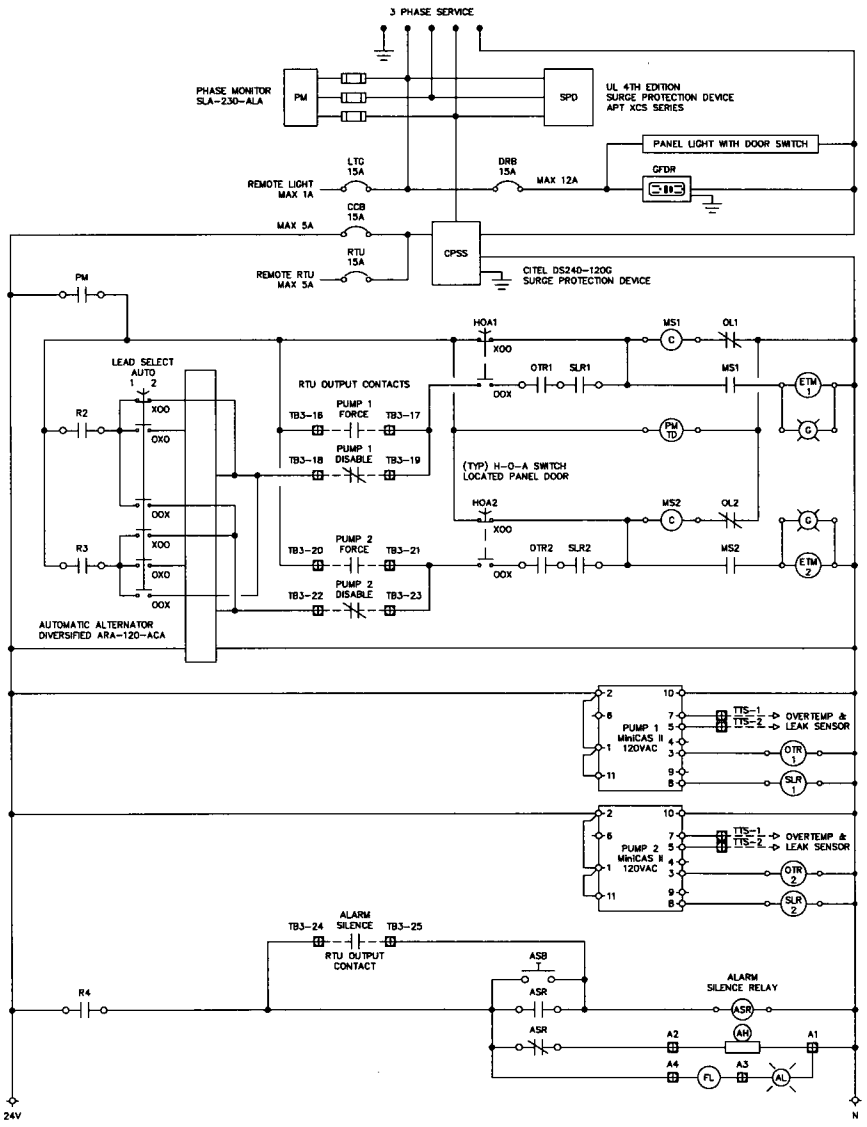 3 PHASE SERVICE
PHASE MONITOR
SLA-230-ALA
PM
SPD
UL 4TH EDITION
SURGE PROTECTION DEVICE
APT XCS SERIES
PANEL LIGHT WITH DOOR SWITCH
LTG
15A
DRB
15A
MAX 12A
GFDR
REMOTE LIGHT
MAX 1A
CCB
15A
MAX 5A
RTU
15A
REMOTE RTU
MAX 5A
CPSS
CITEL DS240-120G
SURGE PROTECTION DEVICE
PM
HOA1
XOO
MS1
C
OL1
LEAD SELECT
AUTO
1 2
XOO
RTU OUTPUT CONTACTS
OTR1
SLR1
OOX
MS1
ETM
1
R2
OXO
TB3-16
PUMP 1
FORCE
TB3-17
PM
TD
G
TB3-18
PUMP 1
DISABLE
TB3-19
(TYP) H-O-A SWITCH
LOCATED PANEL DOOR
OOX
HOA2
XOO
MS2
C
OL2
G
XOO
R3
OXO
TB3-20
PUMP 2
FORCE
TB3-21
OTR2
SLR2
OOX
MS2
ETM
2
OOX
TB3-22
PUMP 2
DISABLE
TB3-23
AUTOMATIC ALTERNATOR
DIVERSIFIED ARA-120-ACA
2
10
6
7
TTS-1
OVERTEMP &
PUMP 1
MiniCAS II
120VAC
5
TTS-2
LEAK SENSOR
4
1
3
OTR
1
9
11
8
SLR
1
2
10
6
7
TTS-1
OVERTEMP &
PUMP 2
MiniCAS II
120VAC
5
TTS-2
LEAK SENSOR
4
1
3
OTR
2
9
11
8
SLR
2
TB3-24
ALARM
SILENCE
TB3-25
RTU OUTPUT
CONTACT
ASB
ALARM
SILENCE RELAY
R4
ASR
ASR
ASR
A2
AH
A1
A4
FL
A3
AL
24V
N